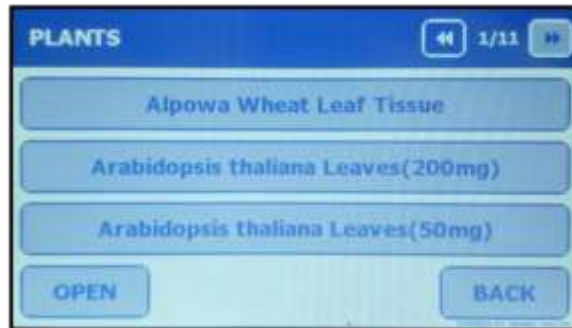 PLANTS 1/11
Alpowa Wheat Leaf Tissue
Arabidopsis thaliana Leaves(200mg)
Arabidopsis thaliana Leaves(50mg)
OPEN BACK